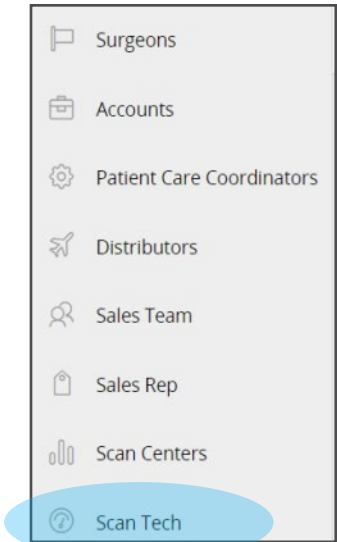 Surgeons
Accounts
Patient Care Coordinators
Distributors
Sales Team
Sales Rep
Scan Centers
Scan Tech